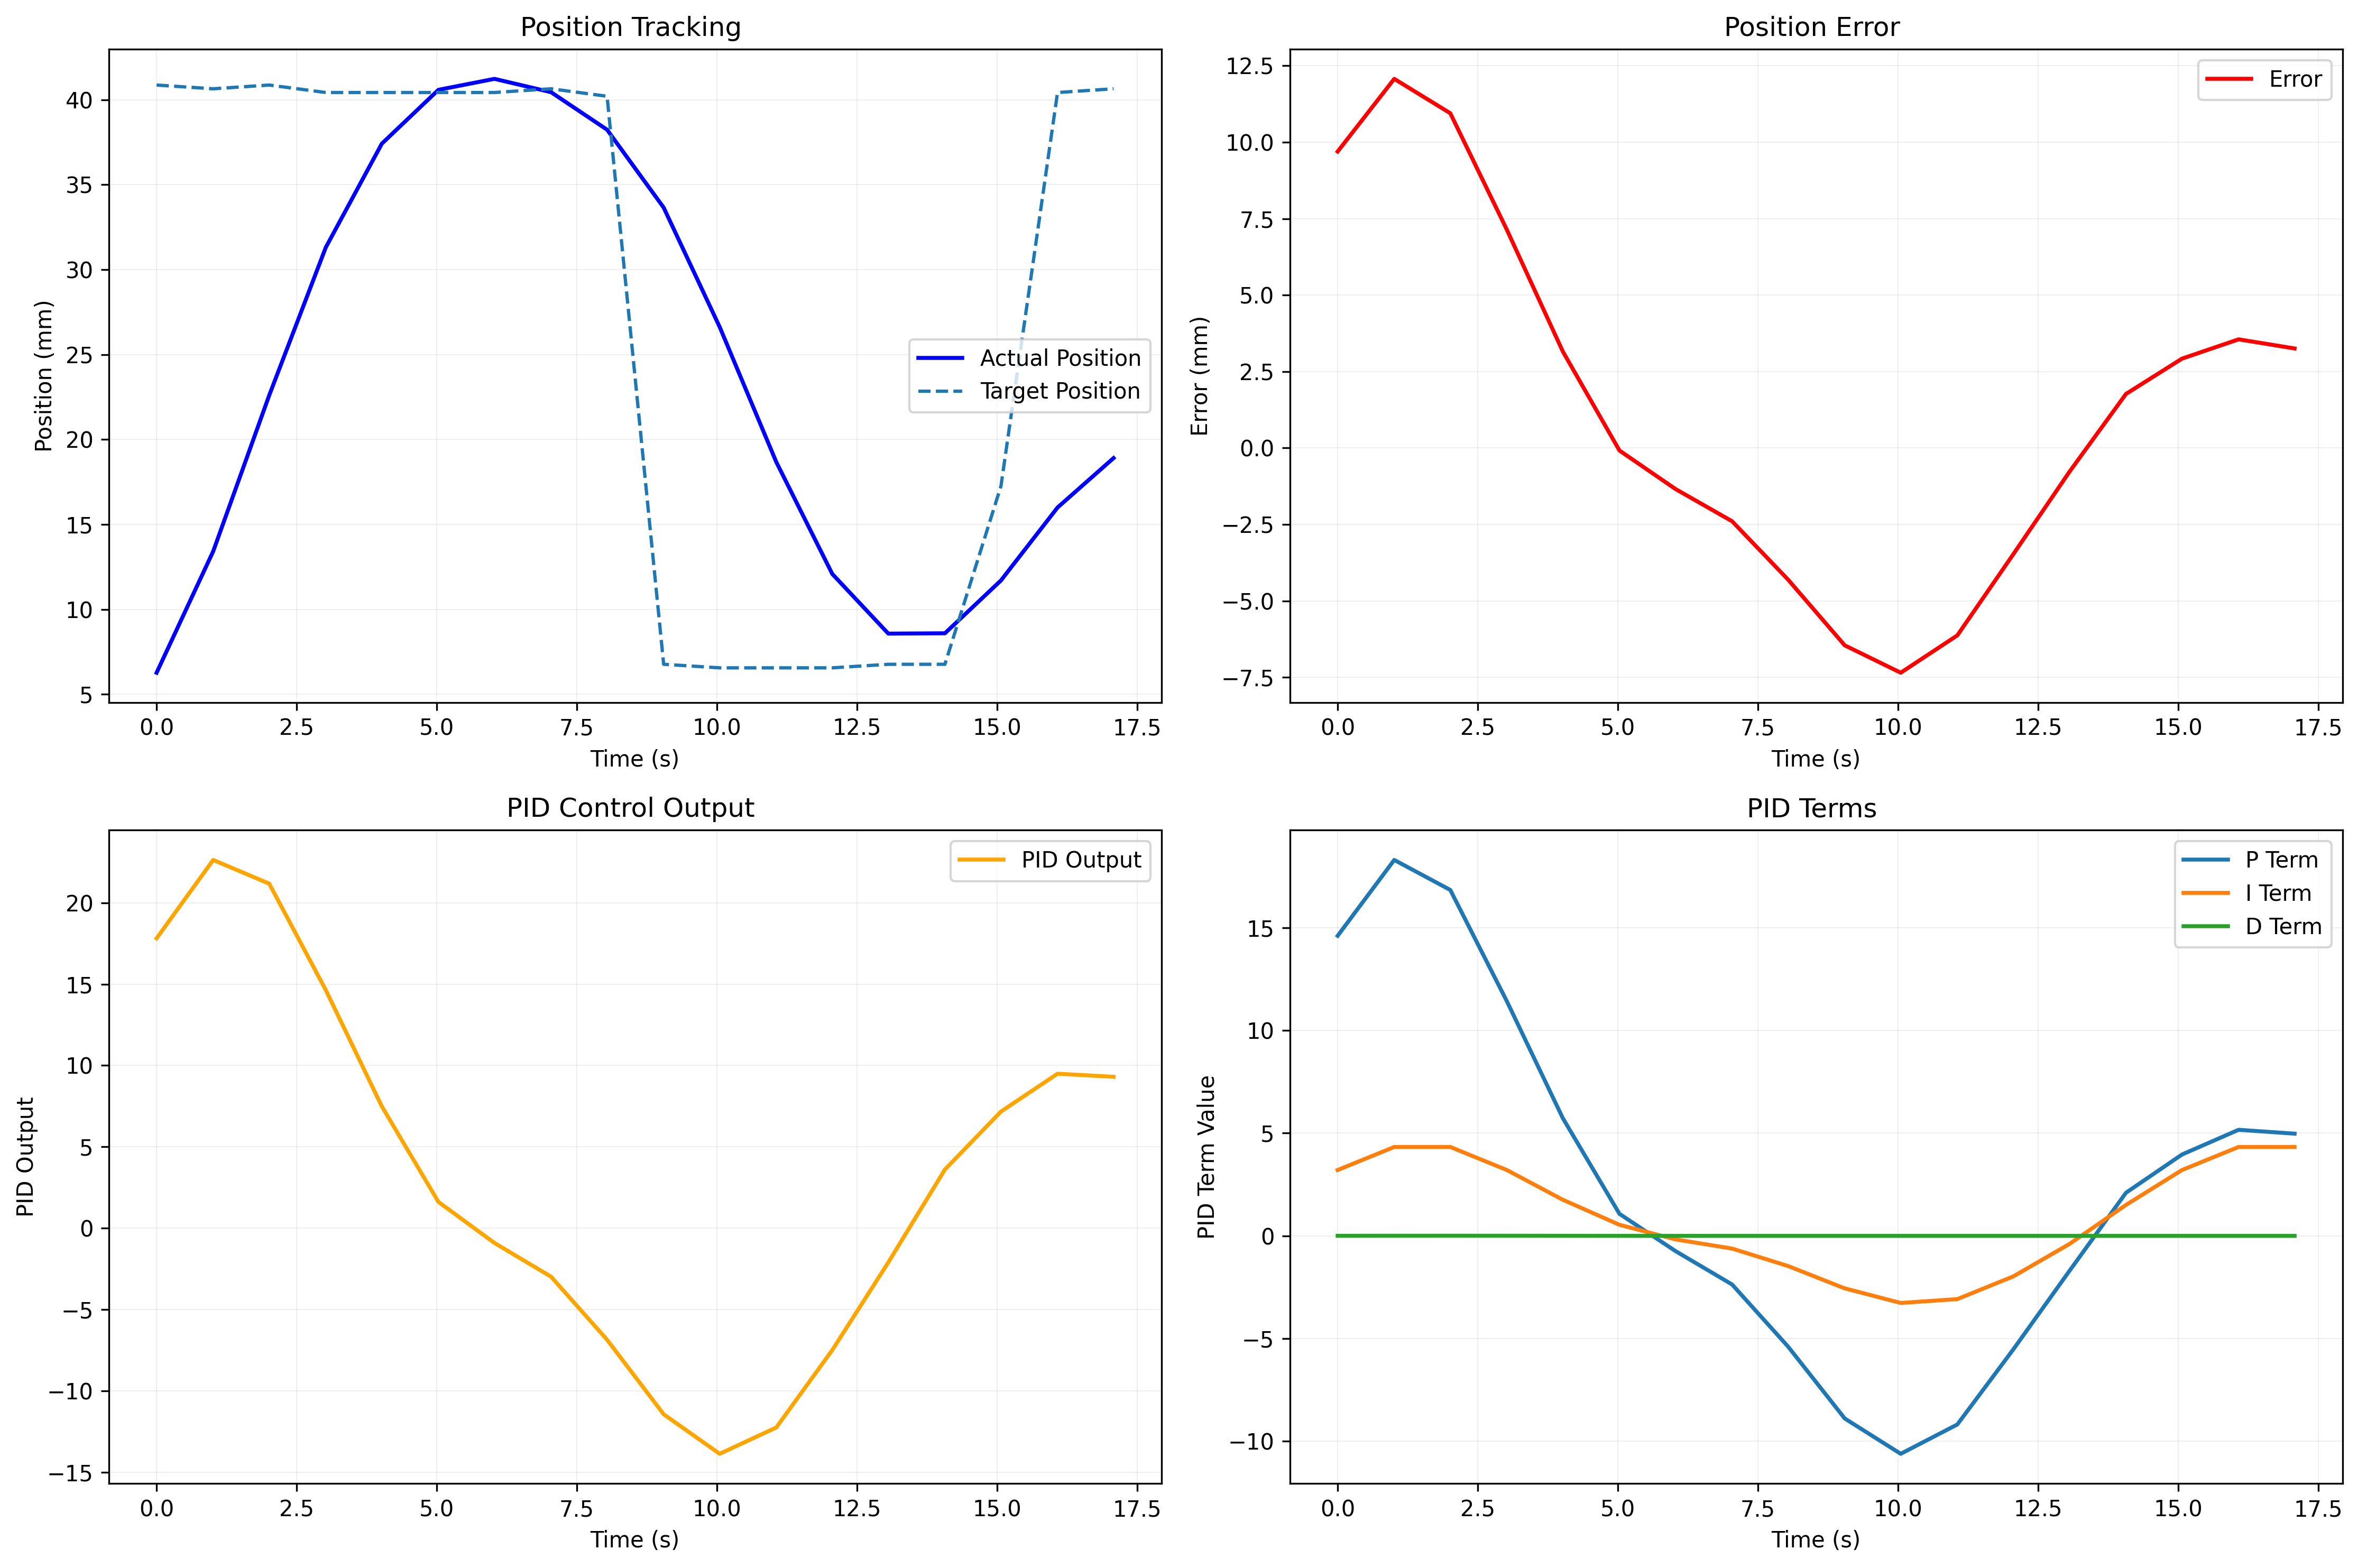 Position Tracking
Position (mm)
40
35
30
25
20
15
10
5
Actual Position
Target Position
0.0 2.5 5.0 7.5 10.0 12.5 15.0 17.5
Time (s)
Position Error
Error (mm)
12.5
10.0
7.5
5.0
2.5
0.0
−2.5
−5.0
−7.5
Error
0.0 2.5 5.0 7.5 10.0 12.5 15.0 17.5
Time (s)
PID Control Output
PID Output
20
15
10
5
0
−5
−10
−15
PID Output
0.0 2.5 5.0 7.5 10.0 12.5 15.0 17.5
Time (s)
PID Terms
PID Term Value
15
10
5
0
−5
−10
P Term
I Term
D Term
0.0 2.5 5.0 7.5 10.0 12.5 15.0 17.5
Time (s)